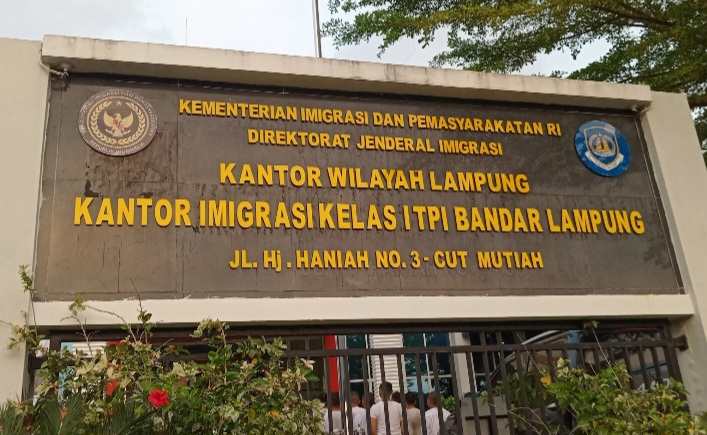 KEMENTERIAN IMIGRASI DAN PEMASYARAKATAN RI
DIREKTORAT JENDERAL IMIGRASI
KANTOR WILAYAH LAMPUNG
KANTOR IMIGRASI KELAS I TPI BANDAR LAMPUNG
JL. Hj. HANIAH NO. 3 - CUT MUTIAH